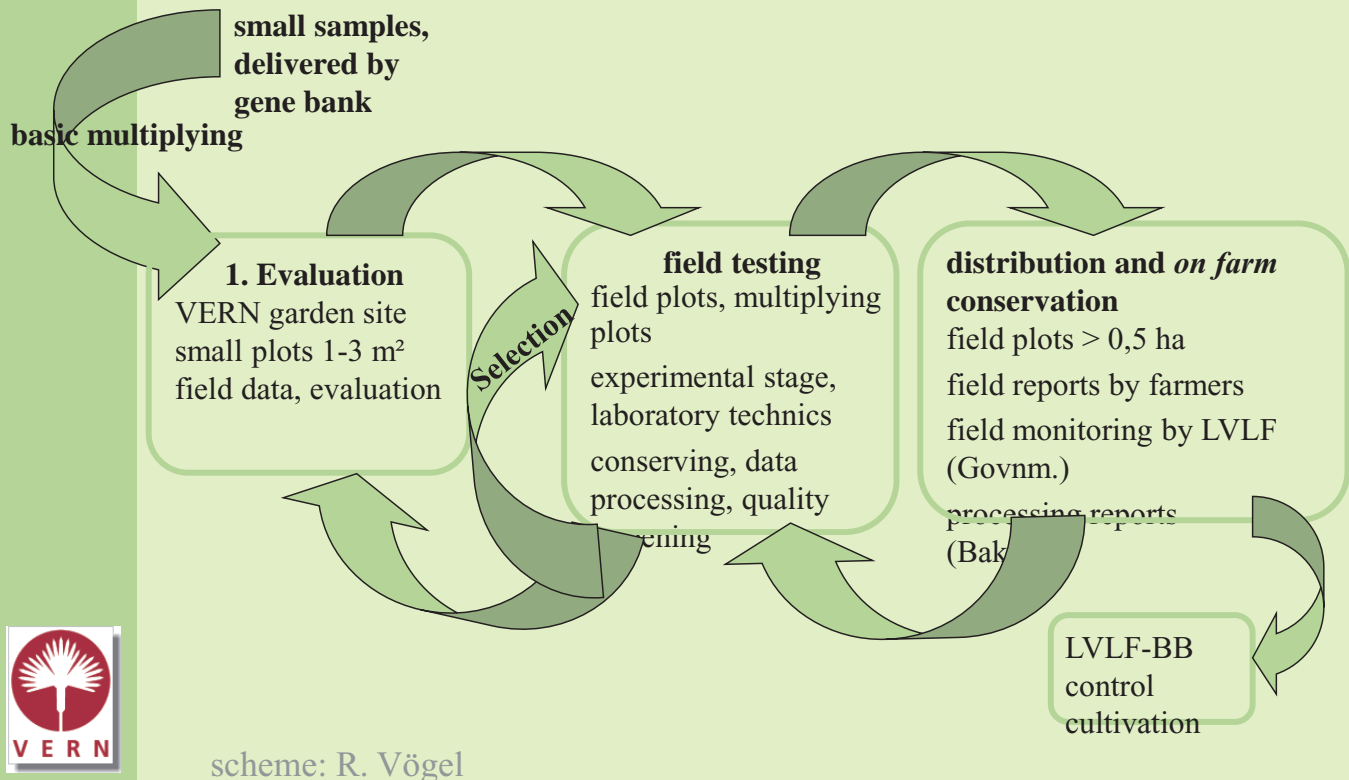 small samples,
delivered by
gene bank
basic multiplying
1. Evaluation
VERN garden site
small plots 1-3 m²
field data, evaluation
Selection
field testing
field plots, multiplying
plots
experimental stage,
laboratory technics
conserving, data
processing, quality
distribution and on farm
conservation
field plots > 0,5 ha
field reports by farmers
field monitoring by LVLF
(Govnm.)
processing reports
LVLF-BB
control
cultivation
VERN
scheme: R. Vögel